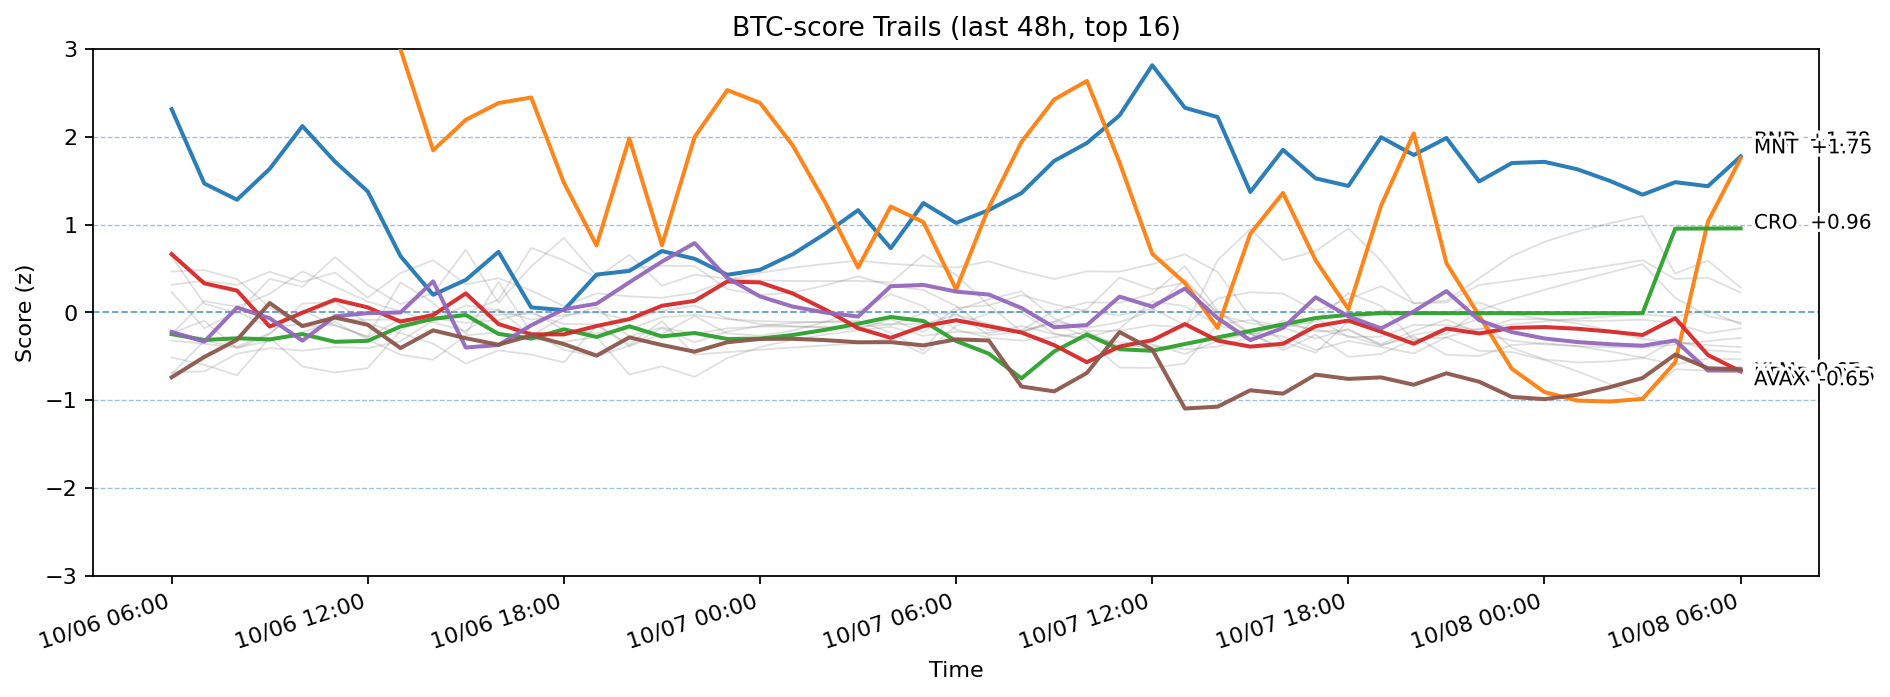 BTC-score Trails (last 48h, top 16)
Score (z)
3
2
1
0
−1
−2
−3
MNT +1.75
CRO +0.96
AVAX -0.65
10/06 06:00
10/06 12:00
10/06 18:00
10/07 00:00
10/07 06:00
10/07 12:00
10/07 18:00
10/08 00:00
10/08 06:00
Time